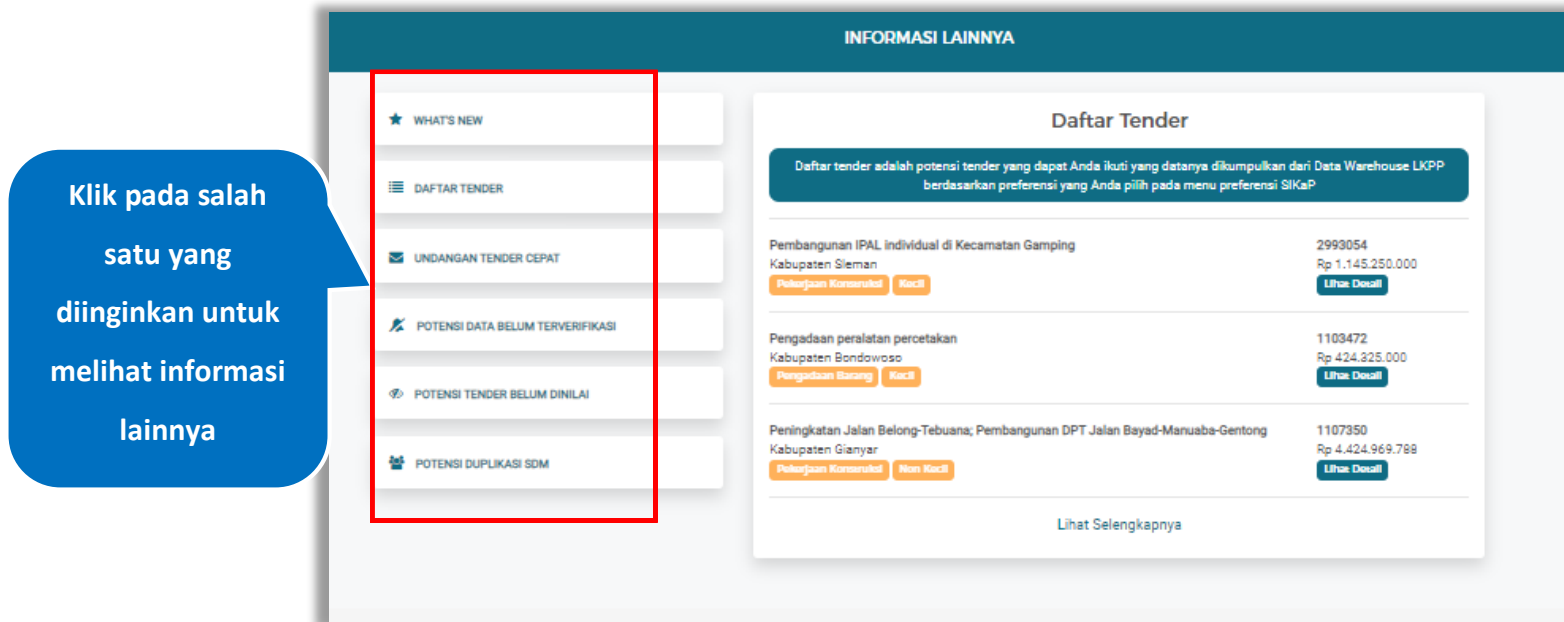 INFORMASI LAINNYA
Klik pada salah
satu yang
diinginkan untuk
melihat informasi
lainnya
WHAT'S NEW
DAFTAR TENDER
UNDANGAN TENDER CEPAT
POTENSI DATA BELUM TERVERIFIKASI
POTENSI TENDER BELUM DINILAI
POTENSI DUPLIKASI SDM
Daftar Tender
Daftar tender adalah potensi tender yang dapat Anda ikuti yang datanya dikumpulkan dari Data Warehouse LKPP
berdasarkan preferensi yang Anda pilih pada menu preferensi SIKaP
Pembangunan IPAL individual di Kecamatan Gamping 2993054
Kabupaten Sleman Rp 1.145.250.000
Pekerjaan Konstruksi Kecil Lihat Detail
Pengadaan peralatan percetakan 1103472
Kabupaten Bondowoso Rp 424.325.000
Pengadaan Barang Kecil Lihat Detail
Peningkatan Jalan Belong-Tebuana; Pembangunan DPT Jalan Bayad-Manuaba-Gentong 1107350
Kabupaten Gianyar Rp 4.424.969.788
Pekerjaan Konstruksi Non Kecil Lihat Detail
Lihat Selengkapnya